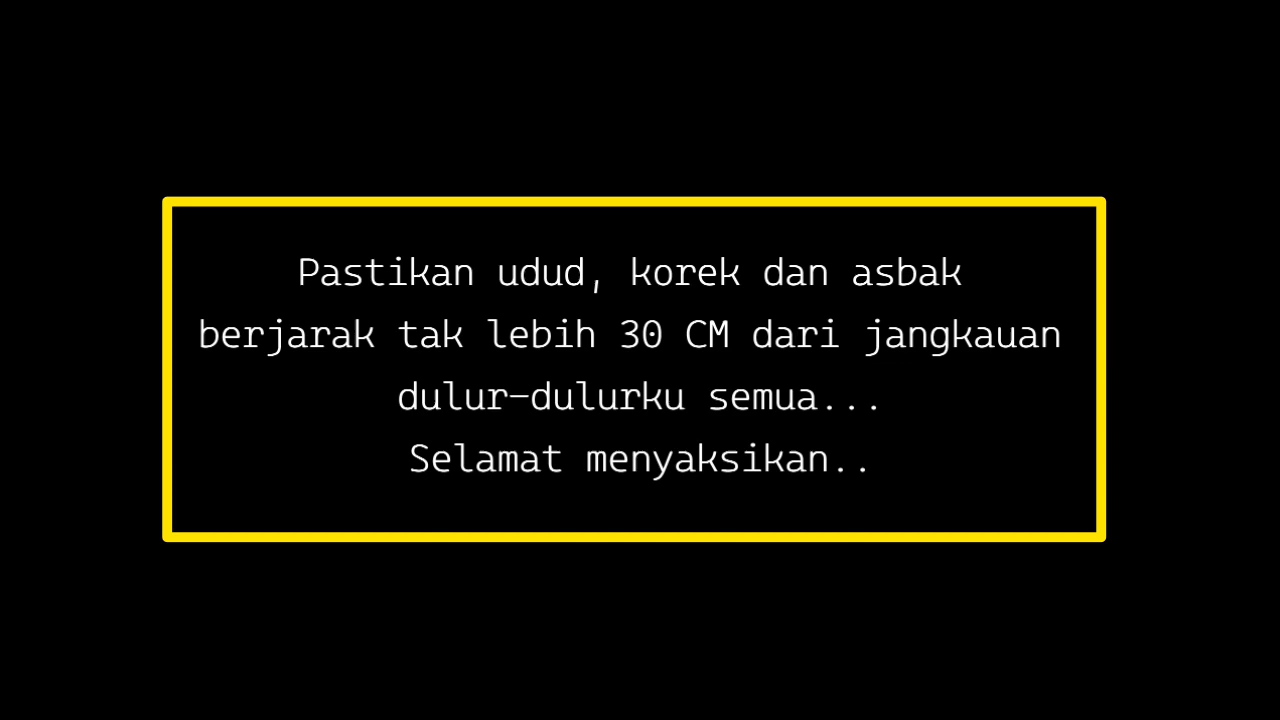 Pastikan udud, korek dan asbak
berjarak tak lebih 30 CM dari jangkauan
dulur-dulurku semua...
Selamat menyaksikan..